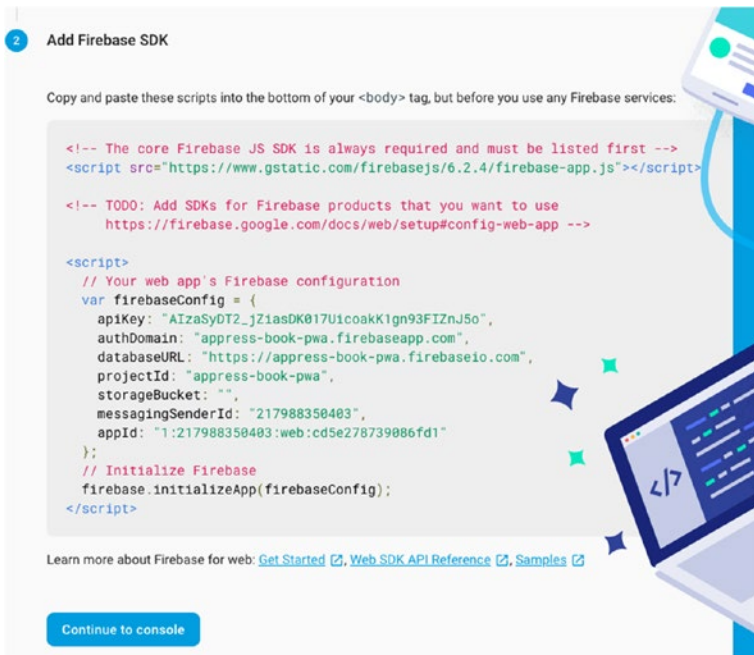 2
Add Firebase SDK
Copy and paste these scripts into the bottom of your <body> tag, but before you use any Firebase services:
<!-- The core Firebase JS SDK is always required and must be listed first -->
<script src="https://www.gstatic.com/firebasejs/6.2.4/firebase-app.js"></script>
<!-- TODO: Add SDKs for Firebase products that you want to use
https://firebase.google.com/docs/web/setup#config-web-app -->
<script>
// Your web app's Firebase configuration
var firebaseConfig = {
apiKey: "AIzaSyDT2_jZiasDK017UicoakK1gn93FIZnJ5o",
authDomain: "appress-book-pwa.firebaseapp.com",
databaseURL: "https://appress-book-pwa.firebaseio.com",
projectId: "appress-book-pwa",
storageBucket: "",
messagingSenderId: "217988350403",
appId: "1:217988350403:web:cd5e278739086fd1"
};
// Initialize Firebase
firebase.initializeApp(firebaseConfig);
</script>
Learn more about Firebase for web: Get Started, Web SDK API Reference, Samples
Continue to console